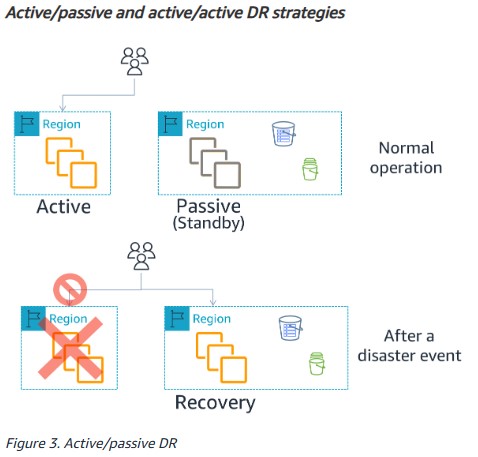 Active/passive and active/active DR strategies
Region
Region
Normal
operation
Active
Passive
(Standby)
Region
Region
After a
disaster event
Recovery
Figure 3. Active/passive DR